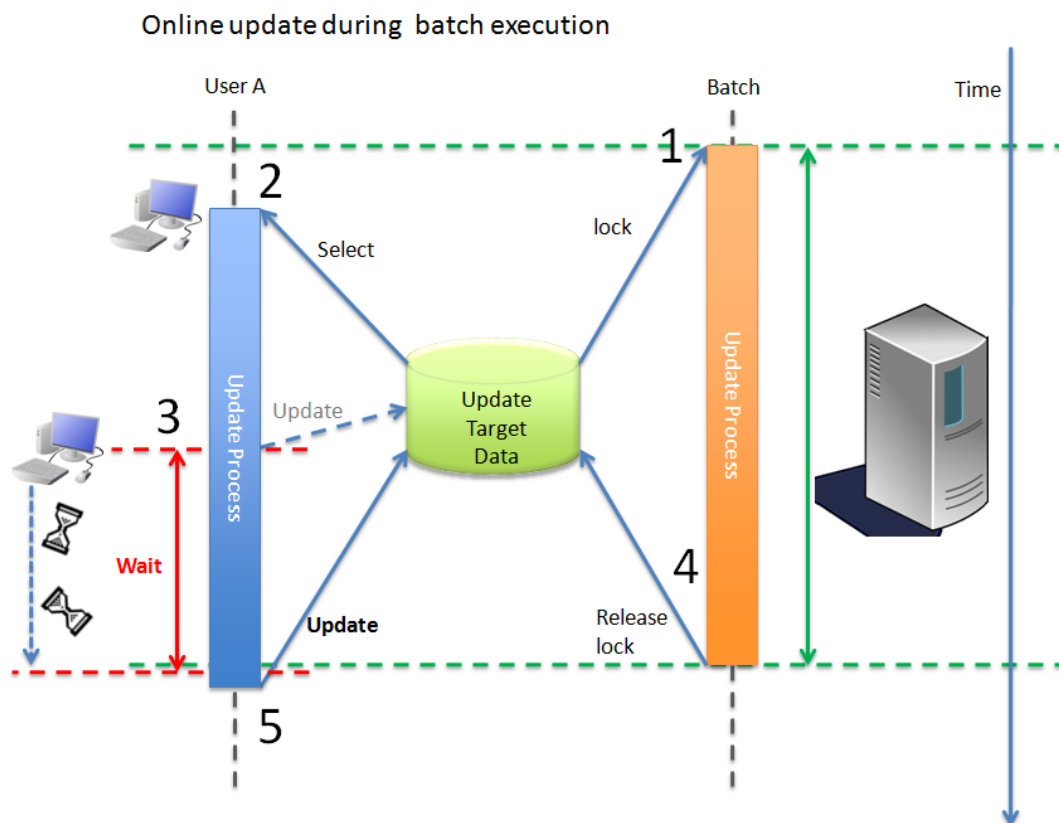 Online update during batch execution
User A
Batch
Time
1
2
lock
Select
Update Process
Update Process
Update
Target
Data
3
Update
Wait
4
Update
Release
lock
5